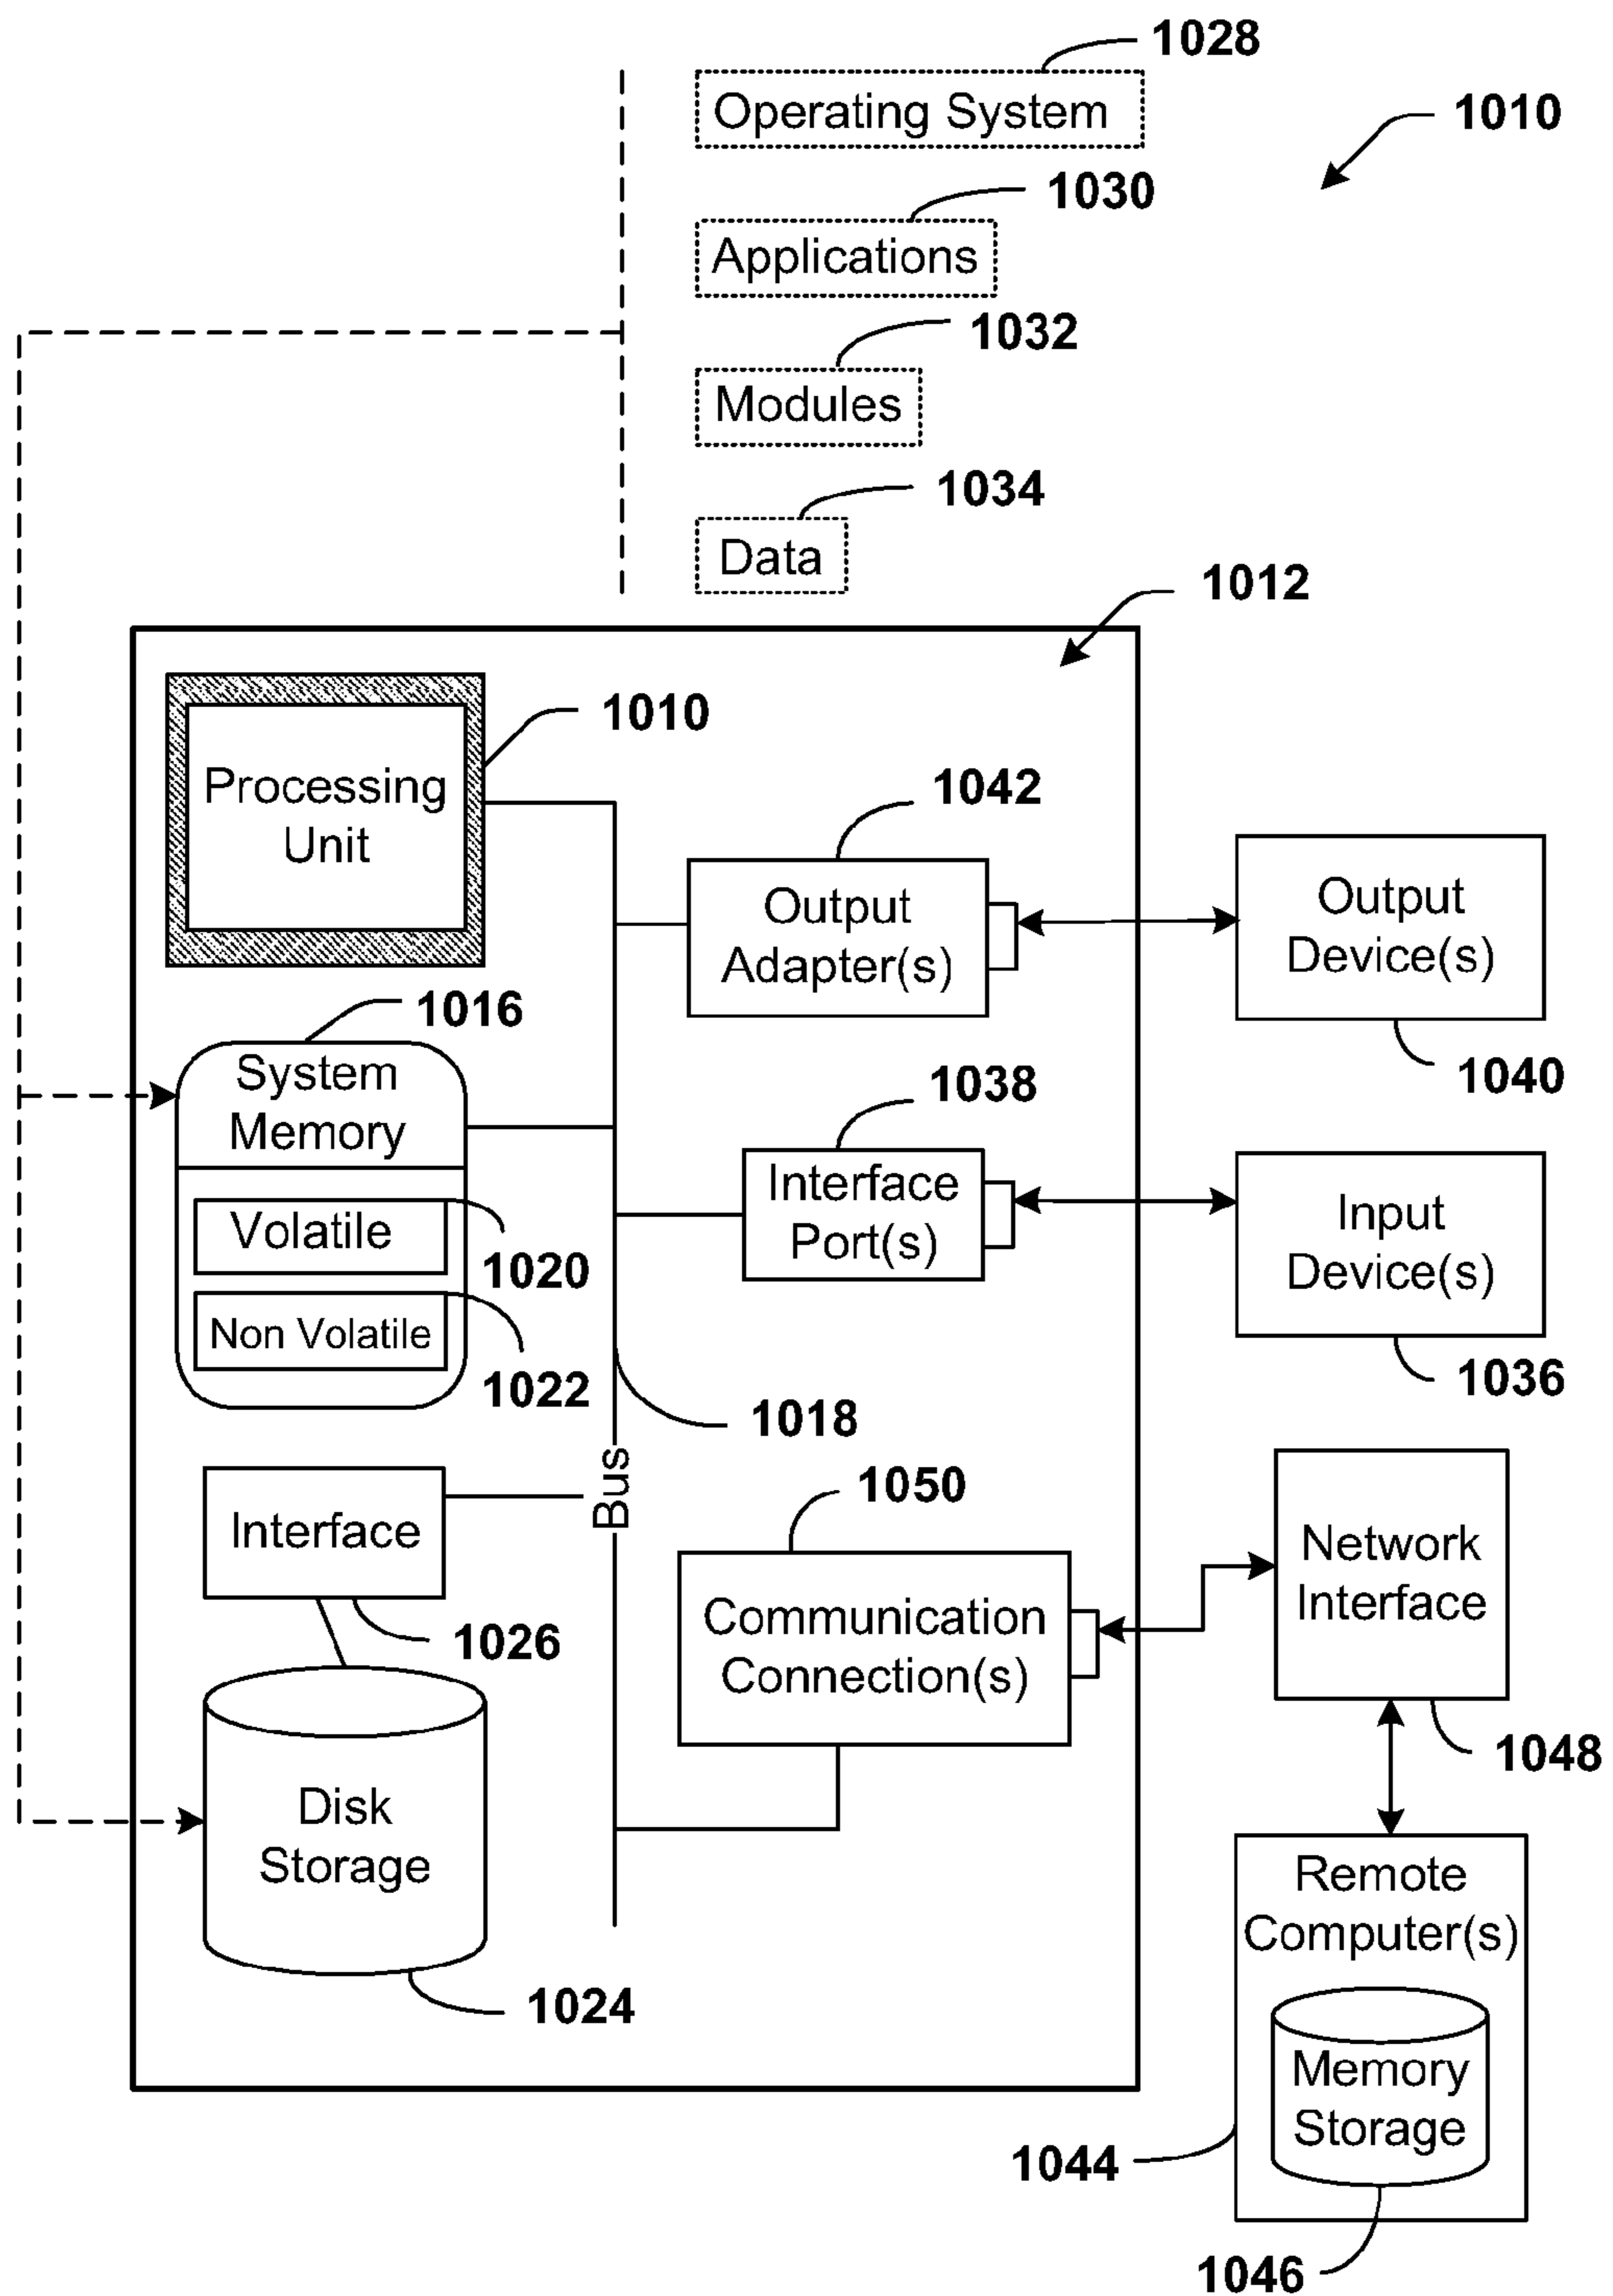 1028
Operating System
1010
1030
Applications
1032
Modules
1034
Data
1012
1010
Processing
Unit
1042
Output
Adapter(s)
Output
Device(s)
1040
1016
System
Memory
Volatile
1020
Non Volatile
1022
1038
Interface
Port(s)
Input
Device(s)
1036
1018
Bus
Interface
1026
1050
Communication
Connection(s)
Network
Interface
1048
Disk
Storage
1024
Remote
Computer(s)
Memory
Storage
1044
1046